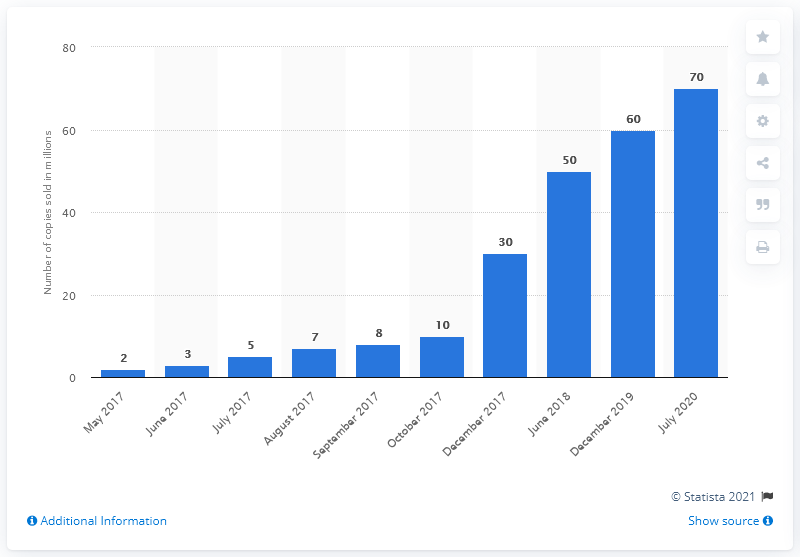 Number of copies sold in millions
80
60
40
20
0
2
3
5
7
8
10
30
50
60
70
May 2017
June 2017
July 2017
August 2017
September 2017
October 2017
December 2017
June 2018
December 2019
July 2020
© Statista 2021
Additional Information
Show source